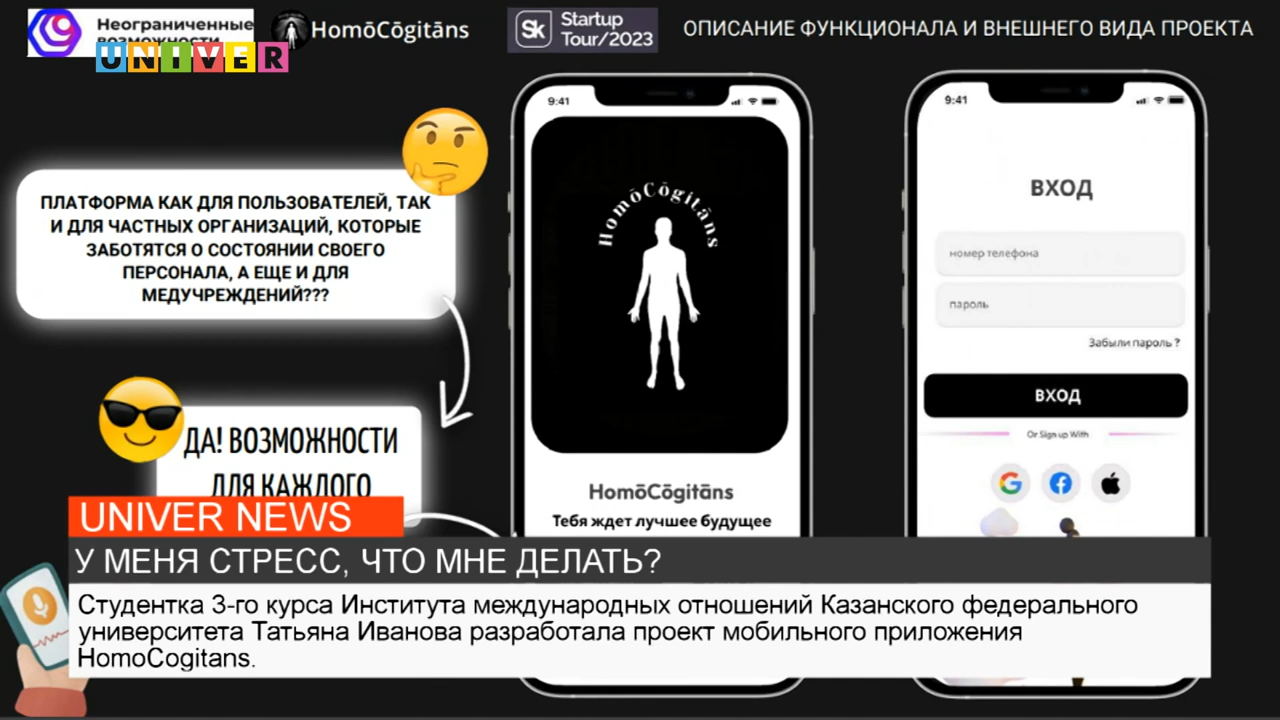 Неограниченные
возможности
UNIVER
HomōCōgitāns
Sk Startup
Tour/2023
ОПИСАНИЕ ФУНКЦИОНАЛА И ВНЕШНЕГО ВИДА ПРОЕКТА
ПЛАТФОРМА КАК ДЛЯ ПОЛЬЗОВАТЕЛЕЙ, ТАК
И ДЛЯ ЧАСТНЫХ ОРГАНИЗАЦИЙ, КОТОРЫЕ
ЗАБОТЯТСЯ О СОСТОЯНИИ СВОЕГО
ПЕРСОНАЛА, А ЕЩЕ И ДЛЯ
МЕДУЧРЕЖДЕНИЙ???
ДА! ВОЗМОЖНОСТИ
ДЛЯ КАЖДОГО
9:41
HomōCōgitāns
HomōCōgitāns
Тебя ждет лучшее будущее
9:41
ВХОД
номер телефона
пароль
Забыли пароль ?
ВХОД
Or Sign up With
UNIVER NEWS
У МЕНЯ СТРЕСС, ЧТО МНЕ ДЕЛАТЬ?
Студентка 3-го курса Института международных отношений Казанского федерального
университета Татьяна Иванова разработала проект мобильного приложения
HomoCogitans.